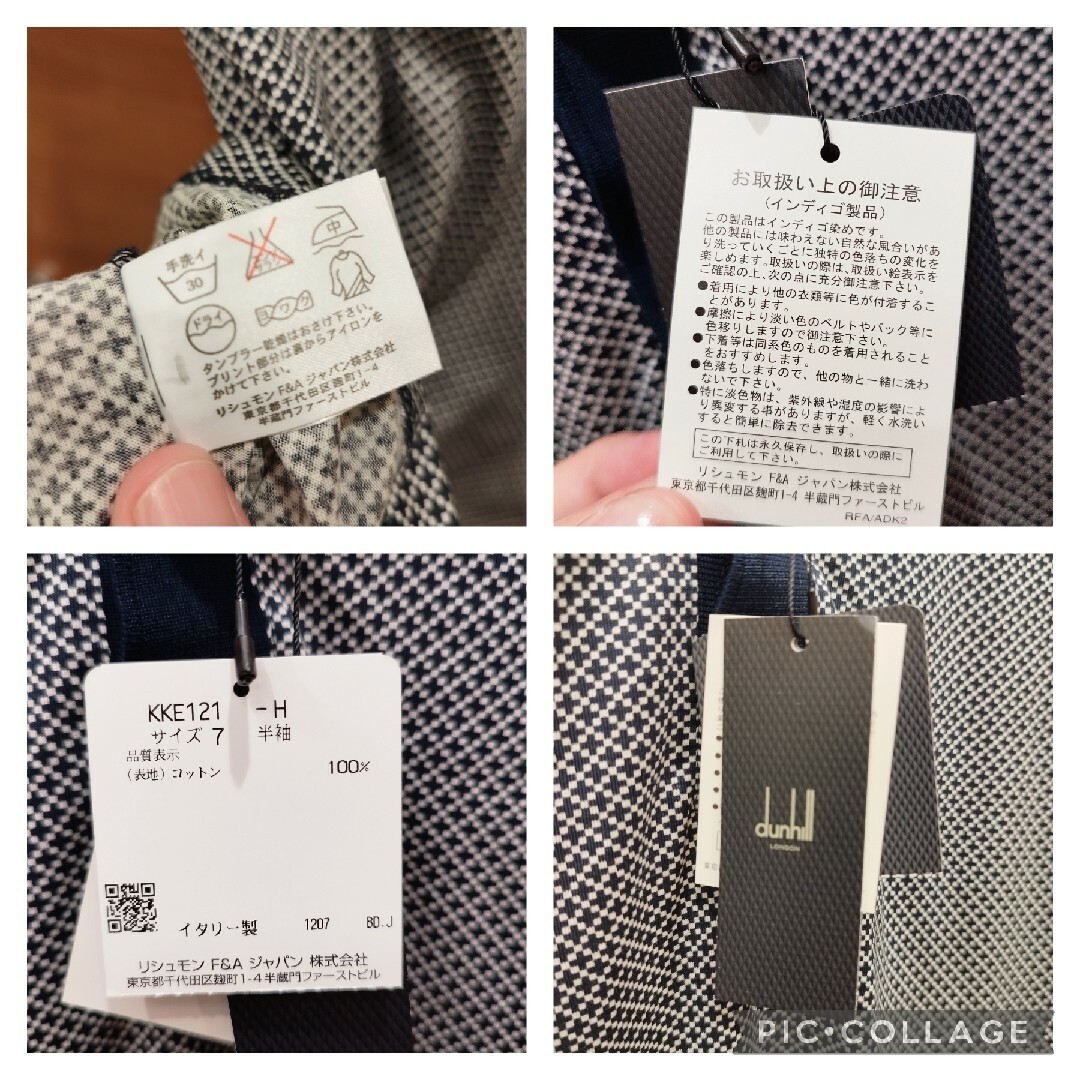 手洗イ
30
エンソ
サラシ
中
ドライ
ヨワク
タンブラー乾燥はおさけ下さい。
プリント部分は裏からアイロンを
かけて下さい。
リシュモン F&A ジャパン株式会社
東京都千代田区麹町1-4
半蔵門ファーストビル
お取扱い上の御注意
(インディゴ製品)
この製品はインディゴ染めです。
他の製品には味わえない自然な風合いがあ
り洗っていくごとに独特の色落ちの変化を
楽しめます。取扱いの際は、取扱い絵表示を
ご確認の上、次の点に充分御注意下さい。
●着用により他の衣類等に色が付着するこ
とがあります。
●摩擦により淡い色のベルトやバック等に
色移りしますので御注意下さい。
●下着等は同系色のものを着用されること
をおすすめします。
●色落ちしますので、他の物と一緒に洗わ
ないで下さい。
●特に淡色物は、紫外線や湿度の影響によ
り異変する事がありますが、軽く水洗い
すると簡単に除去できます。
この下札は永久保存し、取扱いの際に
ご利用して下さい。
リシュモン F&A ジャパン株式会社
東京都千代田区麹町1-4 半蔵門ファーストビル
RFA/ADK2
KKE121 -H
サイズ 7 半袖
品質表示
(表地) コットン 100%
イタリー製 1207 BD.J
リシュモン F&A ジャパン 株式会社
東京都千代田区麹町1-4半蔵門ファーストビル
dunhill
LONDON
PIC•COLLAGE